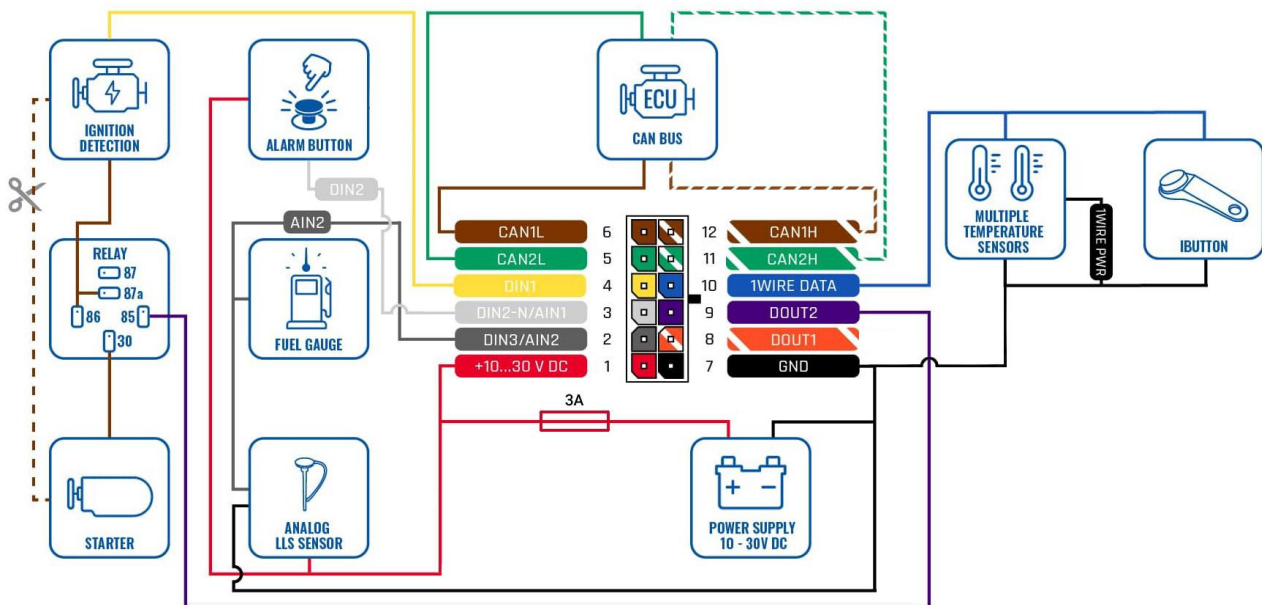 IGNITION
DETECTION
ALARM BUTTON
ECU
CAN BUS
DIN2
AIN2
MULTIPLE
TEMPERATURE
SENSORS
1WIRE PWR
IBUTTON
RELAY
87
87a
86
85
30
FUEL GAUGE
CAN1L 6 12 CAN1H
CAN2L 5 11 CAN2H
DIN1 4 10 1WIRE DATA
DIN2-N/AIN1 3 9 DOUT2
DIN3/AIN2 2 8 DOUT1
+10...30 V DC 1 7 GND
3A
STARTER
ANALOG
LLS SENSOR
+ -
POWER SUPPLY
10 - 30V DC